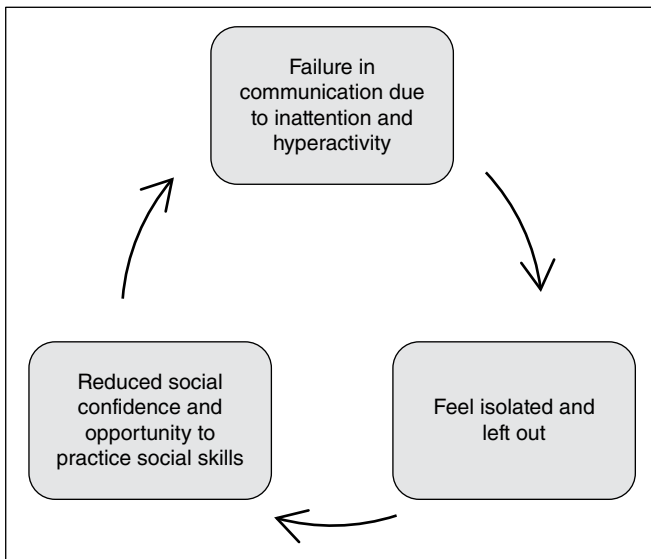 Failure in
communication due
to inattention and
hyperactivity
Feel isolated and
left out
Reduced social
confidence and
opportunity to
practice social skills